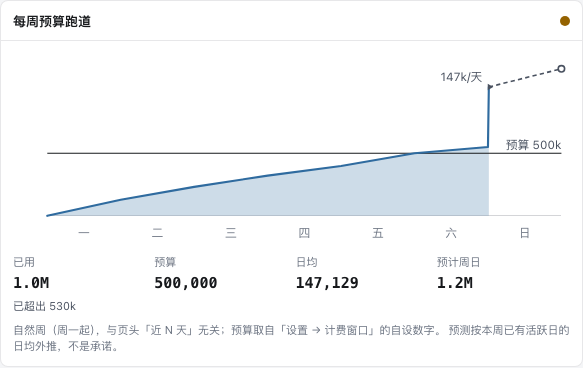 每周预算跑道
147k/天
预算 500k
一 二 三 四 五 六 日
已用 预算 日均 预计周日
1.0M 500,000 147,129 1.2M
已超出 530k
自然周（周一起），与页头「近 N 天」无关；预算取自「设置 → 计费窗口」的自设数字。 预测按本周已有活跃日的
日均外推，不是承诺。